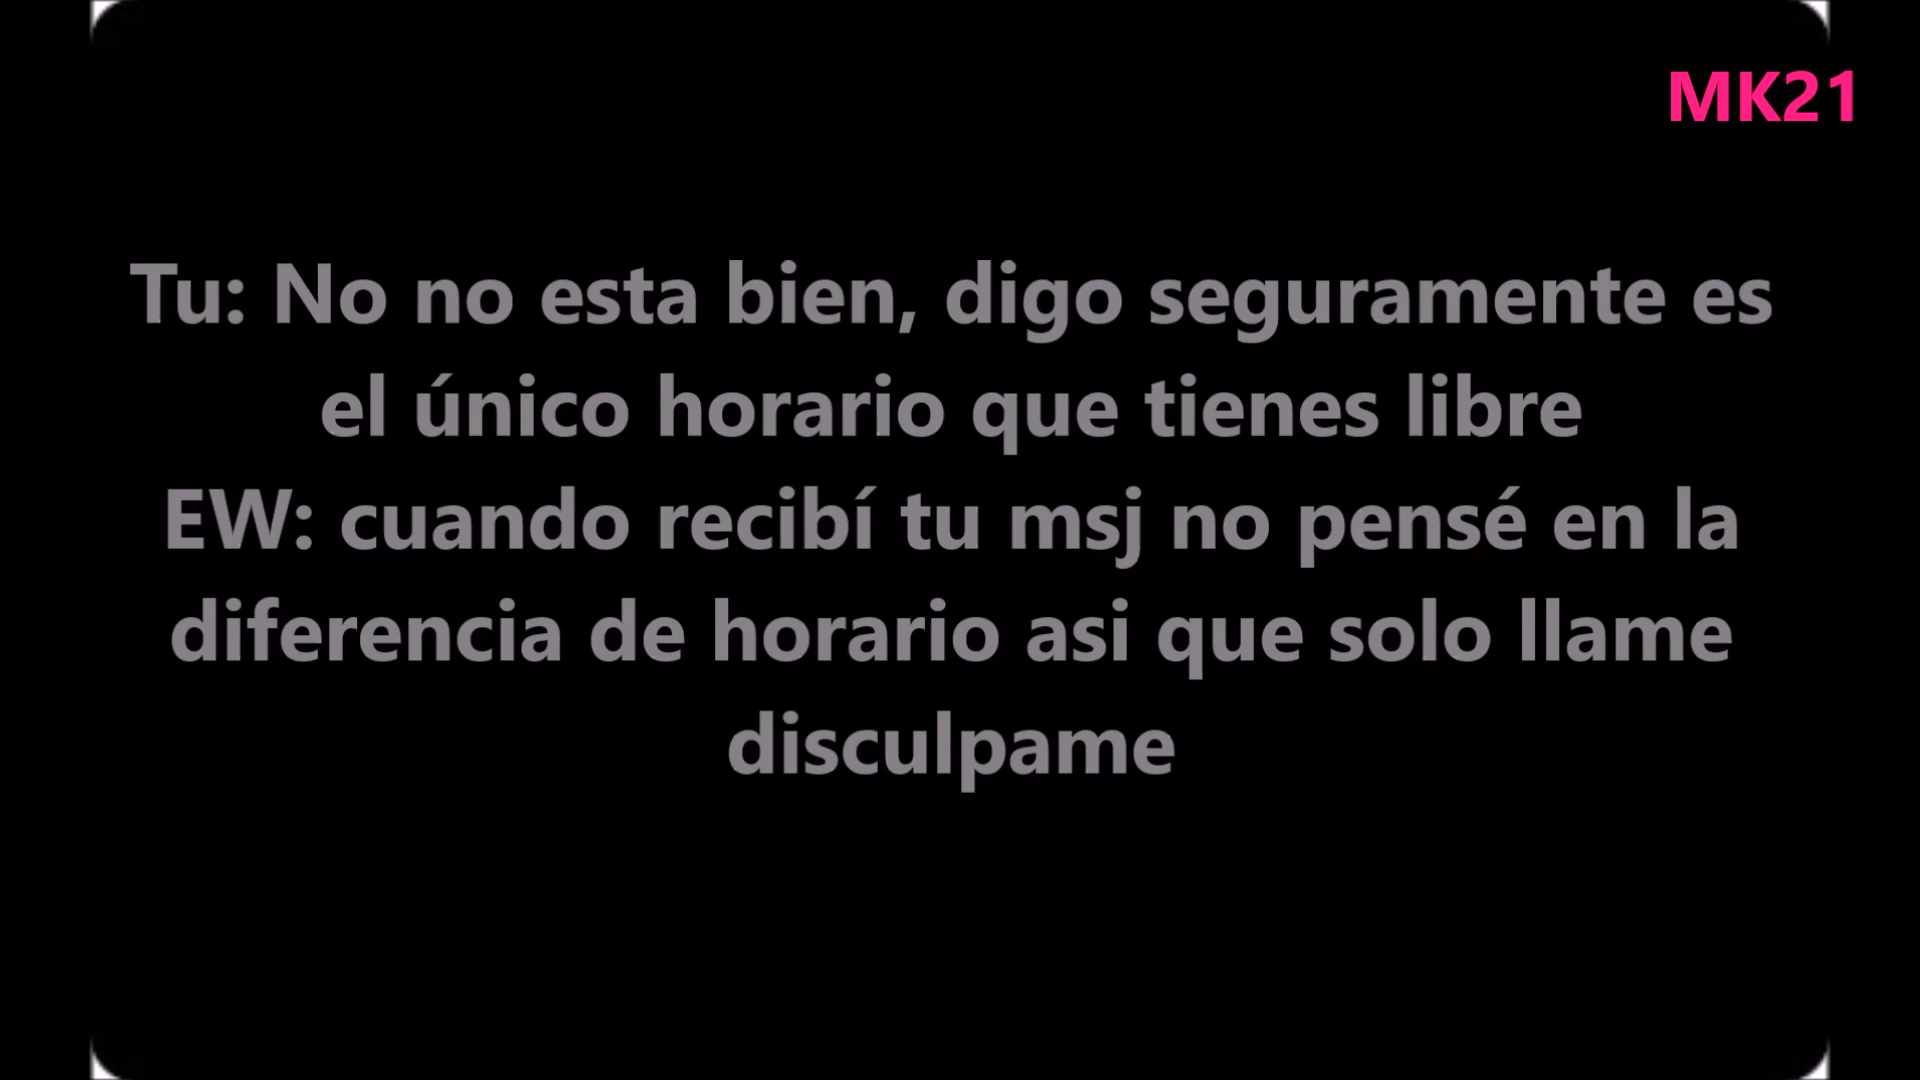 MK21
Tu: No no esta bien, digo seguramente es
el único horario que tienes libre
EW: cuando recibí tu msj no pensé en la
diferencia de horario asi que solo llame
disculpame